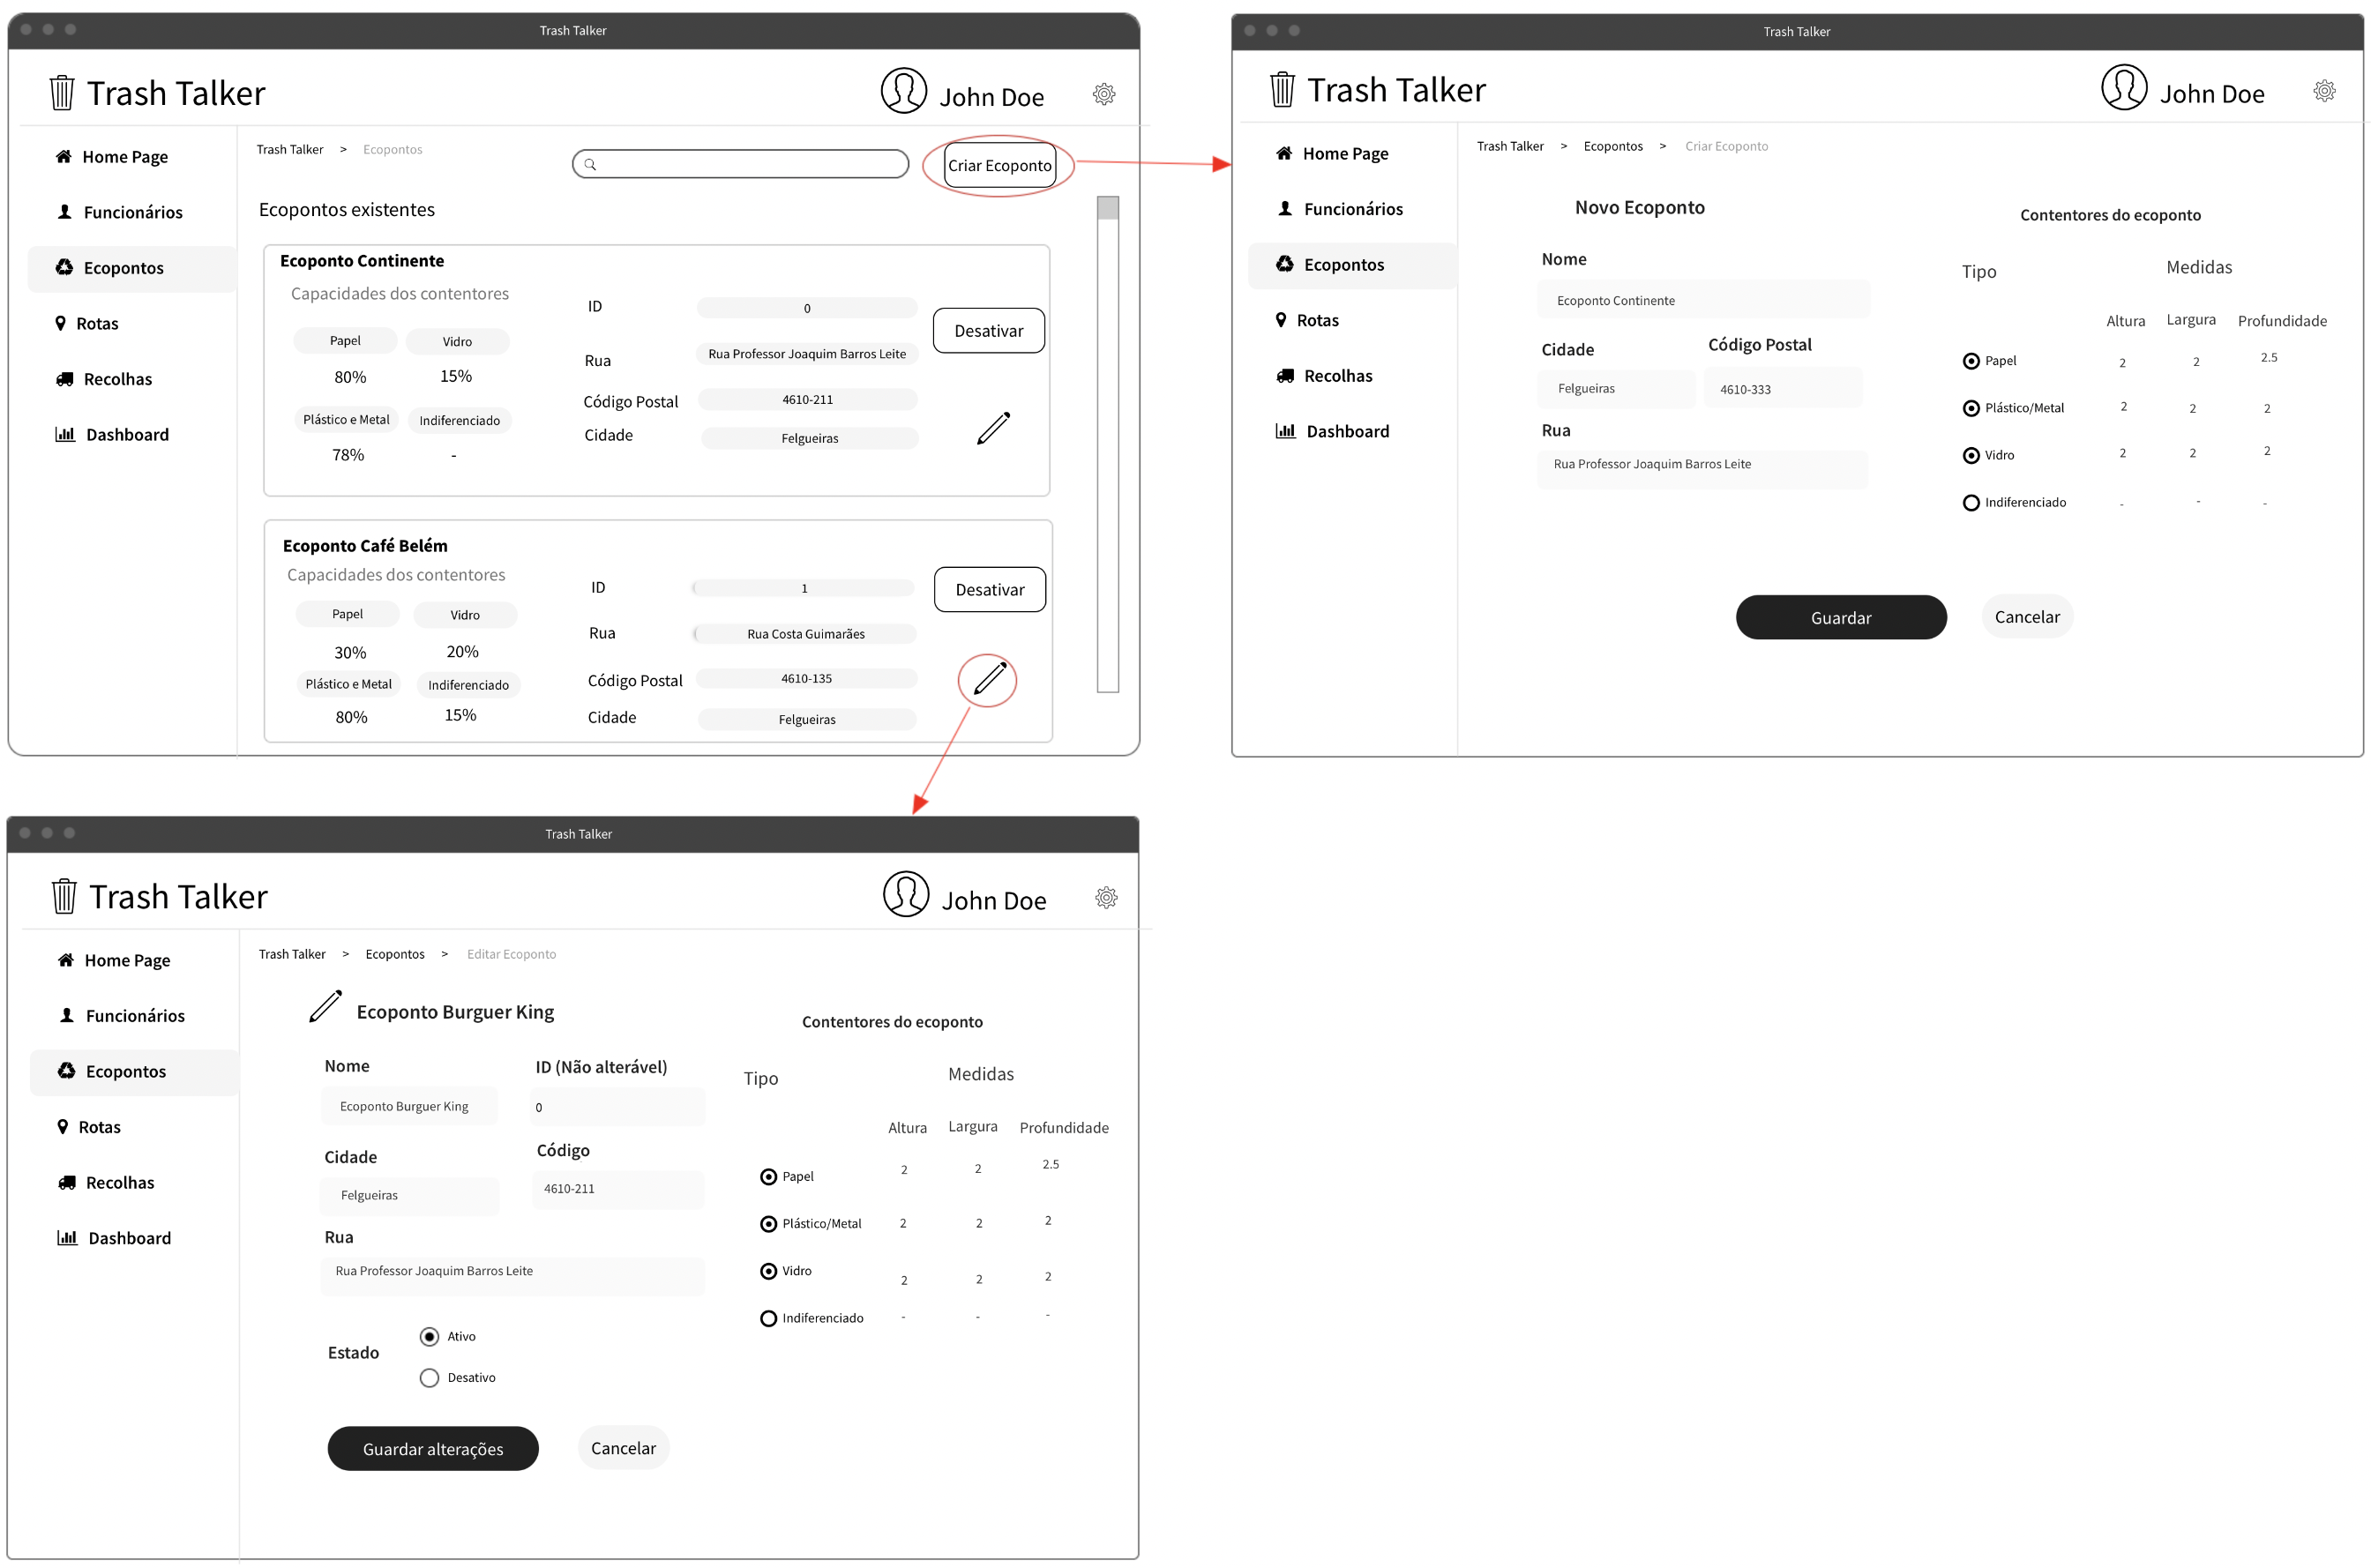 Trash Talker
Trash Talker
John Doe
Home Page
Funcionários
Ecopontos
Rotas
Recolhas
Dashboard
Trash Talker > Ecopontos
Criar Ecoponto
Ecopontos existentes
Ecoponto Continente
Capacidades dos contentores
Papel Vidro
80% 15%
Plástico e Metal Indiferenciado
78% -
ID 0
Rua Rua Professor Joaquim Barros Leite
Código Postal 4610-211
Cidade Felgueiras
Desativar
Ecoponto Café Belém
Capacidades dos contentores
Papel Vidro
30% 20%
Plástico e Metal Indiferenciado
80% 15%
ID 1
Rua Rua Costa Guimarães
Código Postal 4610-135
Cidade Felgueiras
Desativar
Trash Talker
Trash Talker
John Doe
Home Page
Funcionários
Ecopontos
Rotas
Recolhas
Dashboard
Trash Talker > Ecopontos > Criar Ecoponto
Novo Ecoponto
Nome
Ecoponto Continente
Cidade Código Postal
Felgueiras 4610-333
Rua
Rua Professor Joaquim Barros Leite
Contentores do ecoponto
Tipo Medidas
Altura Largura Profundidade
Papel 2 2 2.5
Plástico/Metal 2 2 2
Vidro 2 2 2
Indiferenciado - - -
Guardar Cancelar
Trash Talker
Trash Talker
John Doe
Home Page
Funcionários
Ecopontos
Rotas
Recolhas
Dashboard
Trash Talker > Ecopontos > Editar Ecoponto
Ecoponto Burguer King
Nome ID (Não alterável)
Ecoponto Burguer King 0
Cidade Código
Felgueiras 4610-211
Rua
Rua Professor Joaquim Barros Leite
Estado
Ativo
Desativo
Contentores do ecoponto
Tipo Medidas
Altura Largura Profundidade
Papel 2 2 2.5
Plástico/Metal 2 2 2
Vidro 2 2 2
Indiferenciado - - -
Guardar alterações Cancelar